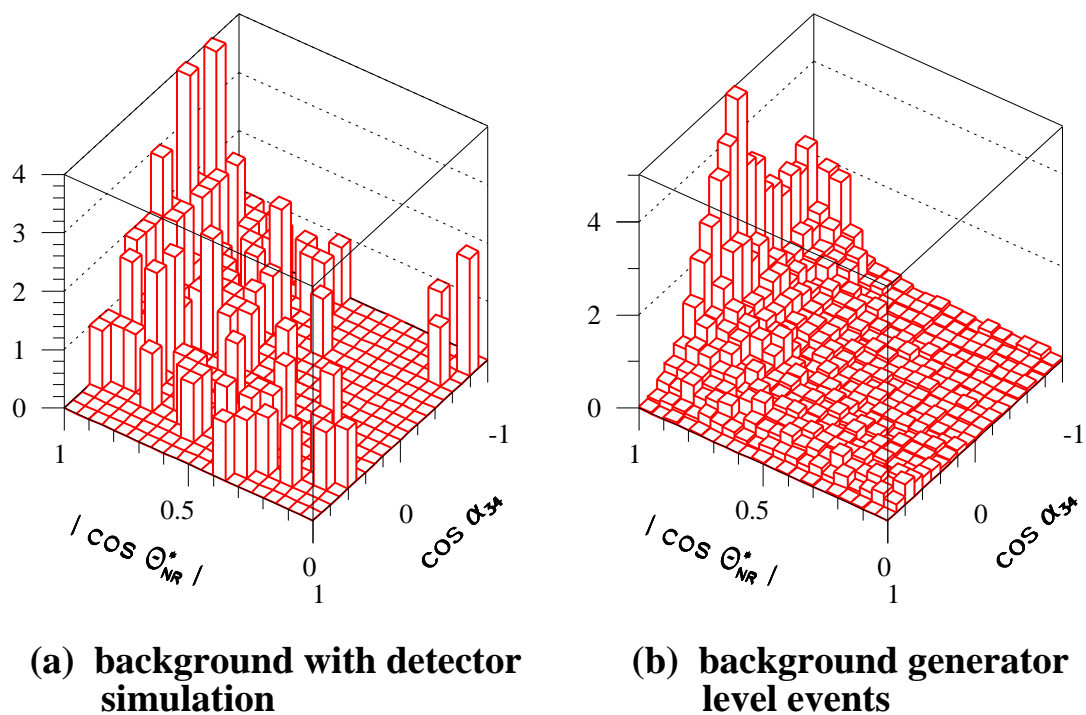 4
3
2
1
0
1
0.5
0
| COS Θ*NR |
1
0
-1
COS α34
4
2
0
1
0.5
0
| COS Θ*NR |
1
0
-1
COS α34
(a) background with detector
simulation
(b) background generator
level events